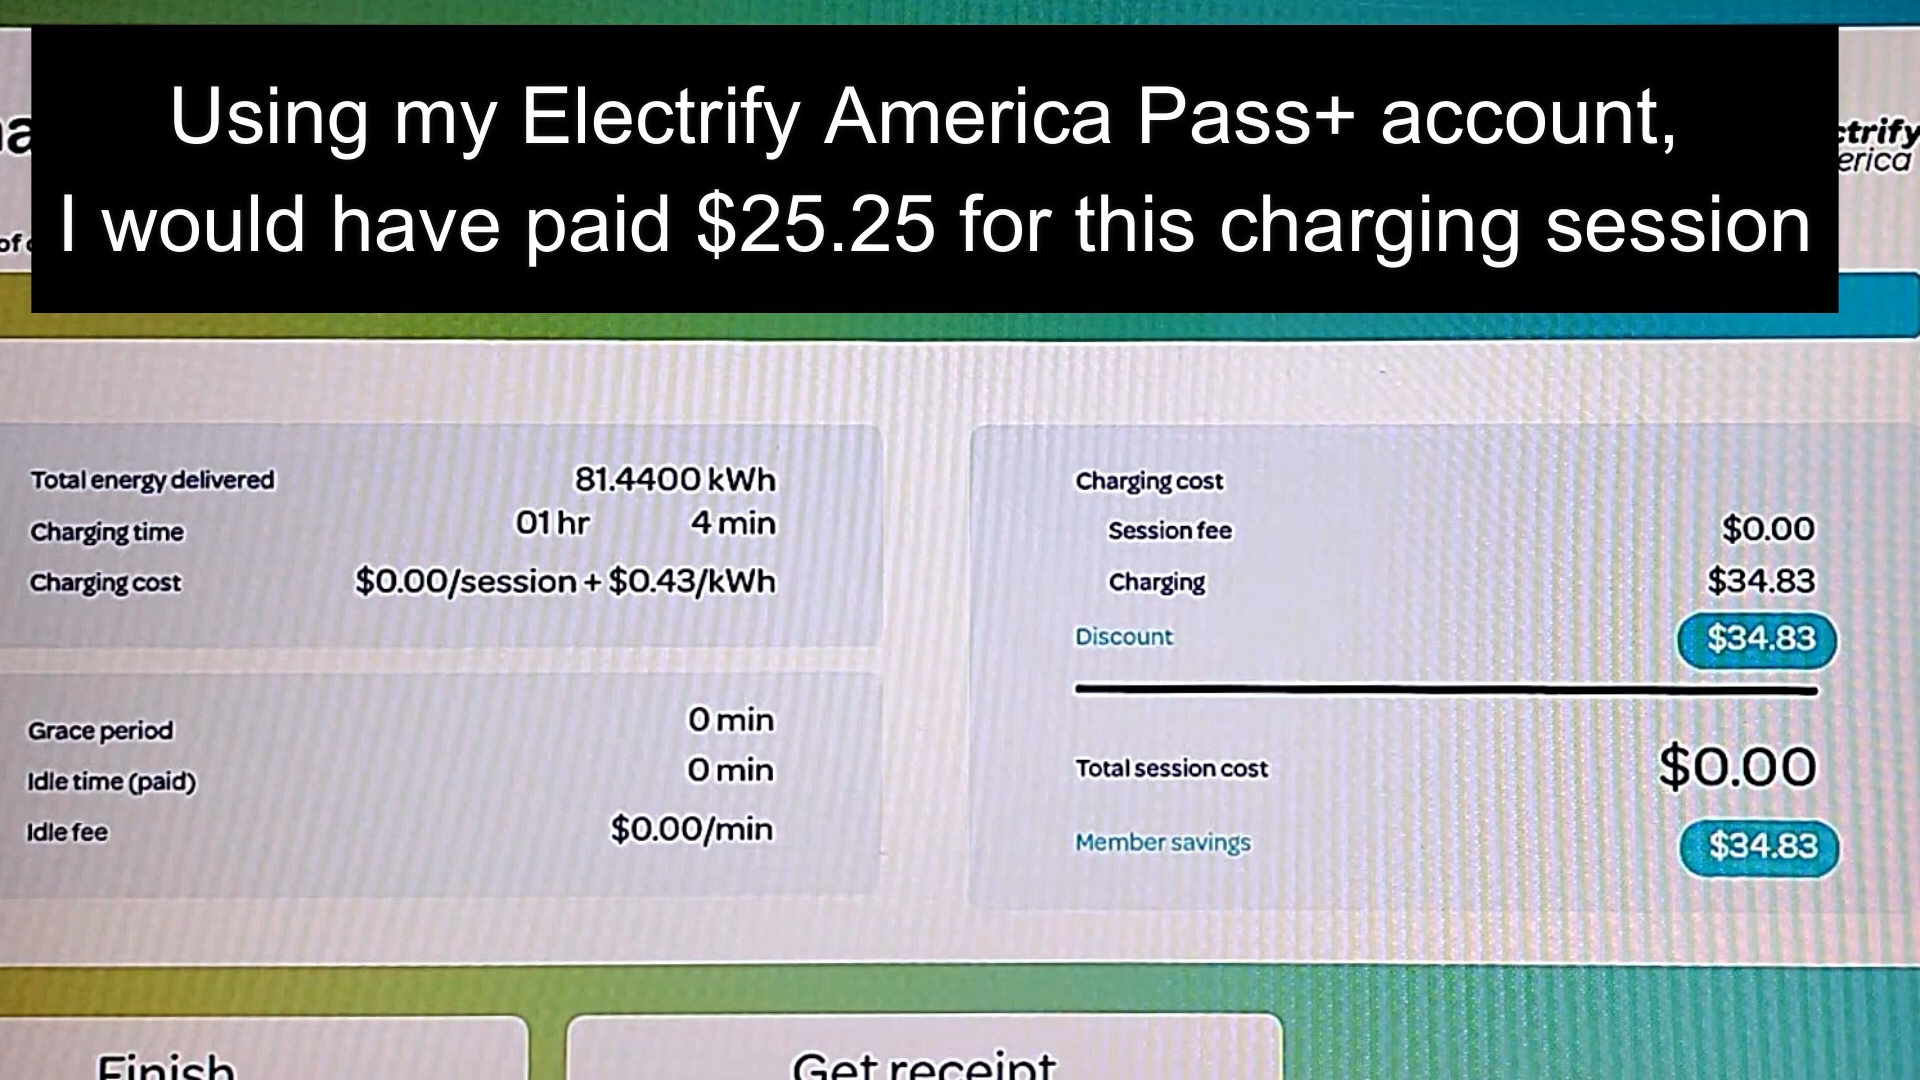 Using my Electrify America Pass+ account,
I would have paid $25.25 for this charging session
ctrify
erica
of
Total energy delivered 81.4400 kWh
Charging time 01 hr 4 min
Charging cost $0.00/session + $0.43/kWh
Grace period 0 min
Idle time (paid) 0 min
Idle fee $0.00/min
Charging cost
Session fee $0.00
Charging $34.83
Discount $34.83
Total session cost $0.00
Member savings $34.83
Finish
Get receipt